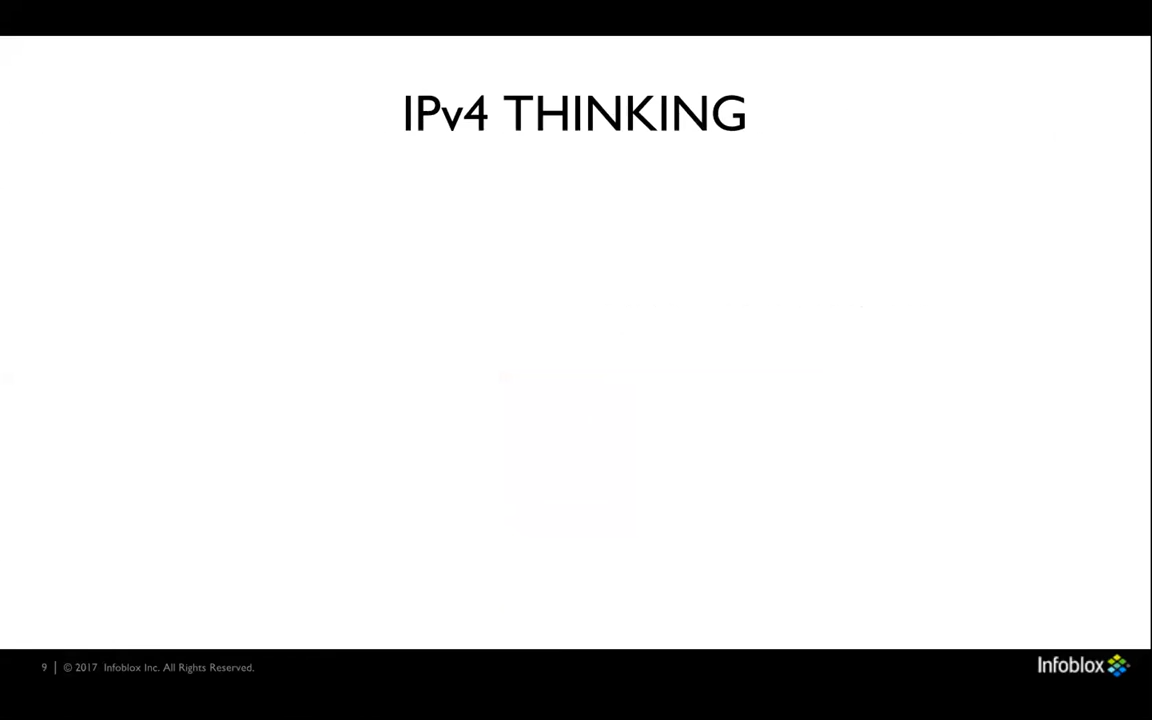 IPv4 THINKING
9 | © 2017 Infoblox Inc. All Rights Reserved.
Infoblox